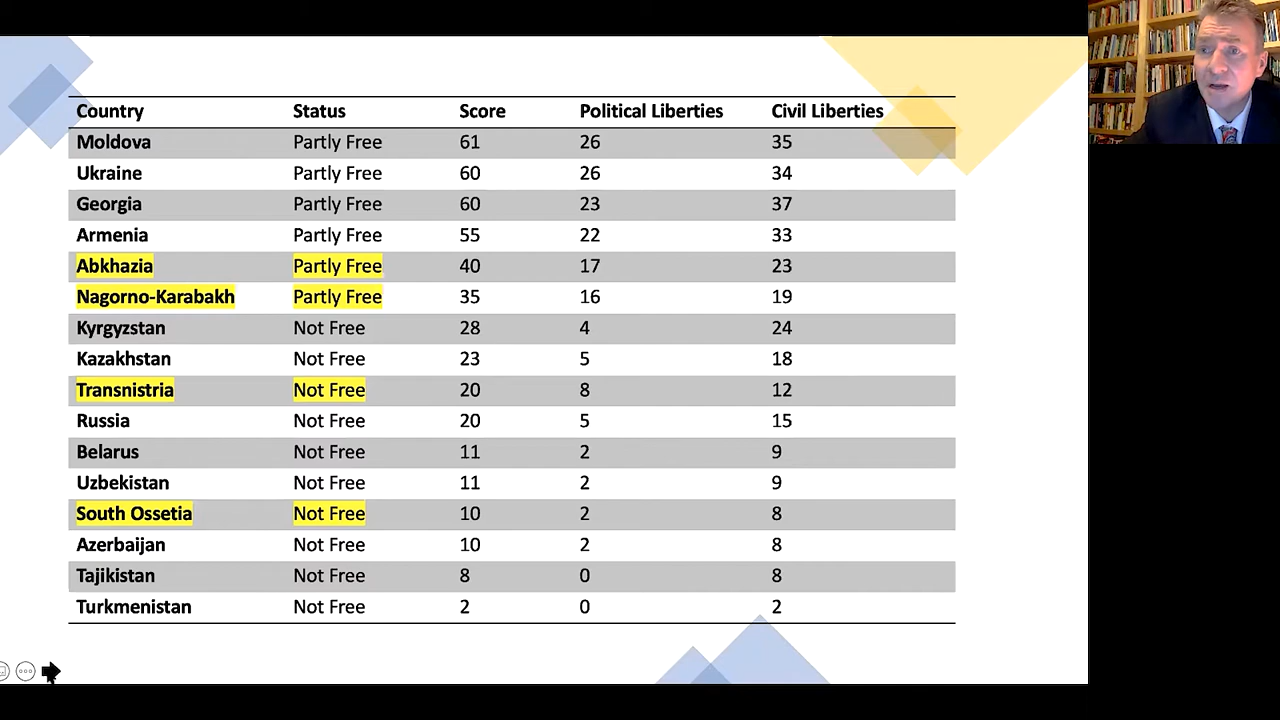 Country Status Score Political Liberties Civil Liberties
Moldova Partly Free 61 26 35
Ukraine Partly Free 60 26 34
Georgia Partly Free 60 23 37
Armenia Partly Free 55 22 33
Abkhazia Partly Free 40 17 23
Nagorno-Karabakh Partly Free 35 16 19
Kyrgyzstan Not Free 28 4 24
Kazakhstan Not Free 23 5 18
Transnistria Not Free 20 8 12
Russia Not Free 20 5 15
Belarus Not Free 11 2 9
Uzbekistan Not Free 11 2 9
South Ossetia Not Free 10 2 8
Azerbaijan Not Free 10 2 8
Tajikistan Not Free 8 0 8
Turkmenistan Not Free 2 0 2